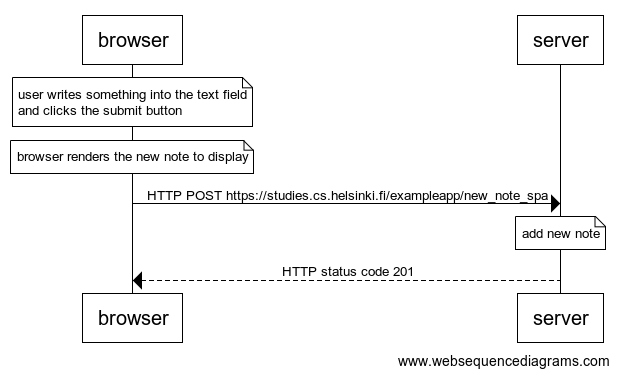 browser
server
user writes something into the text field
and clicks the submit button
browser renders the new note to display
HTTP POST https://studies.cs.helsinki.fi/exampleapp/new_note_spa
add new note
HTTP status code 201
browser
server
www.websequencediagrams.com